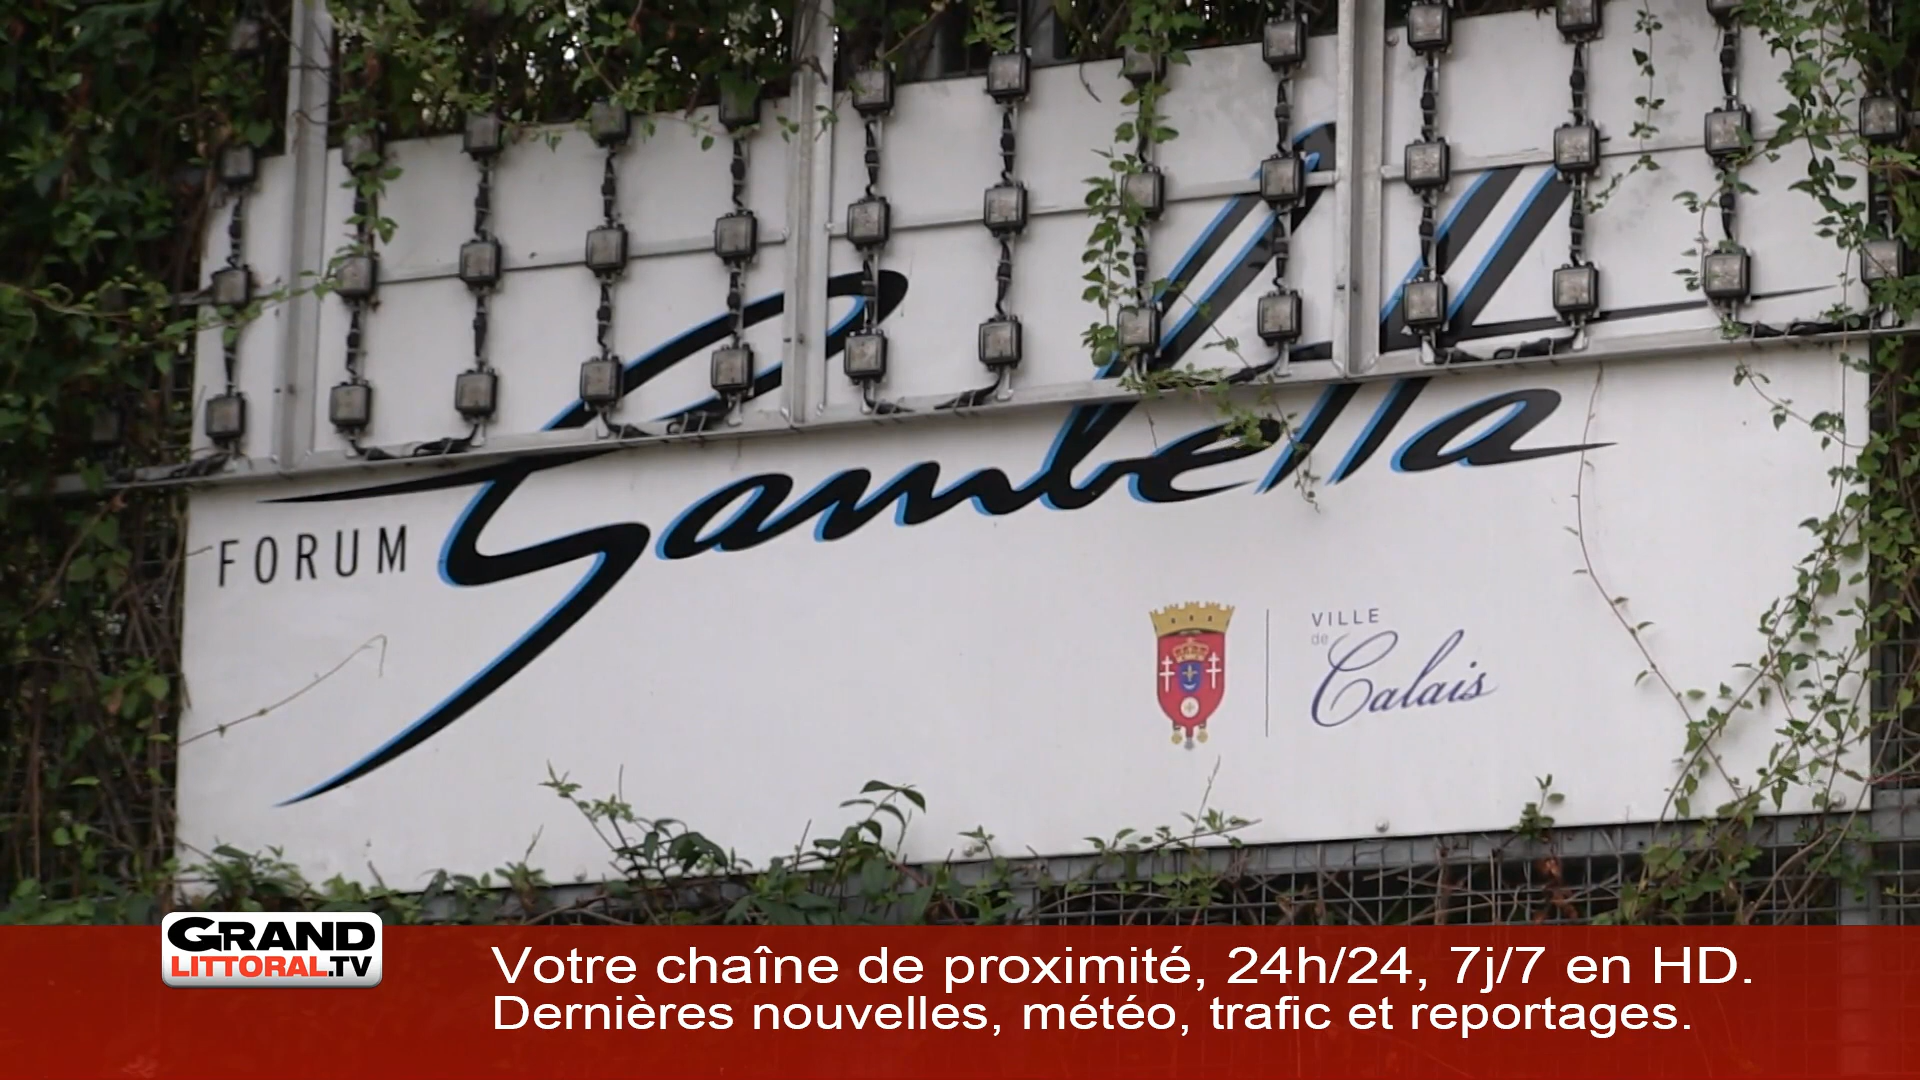 FORUM Gambetta
VILLE
de
Calais
GRAND
LITTORAL.TV
Votre chaîne de proximité, 24h/24, 7j/7 en HD.
Dernières nouvelles, météo, trafic et reportages.